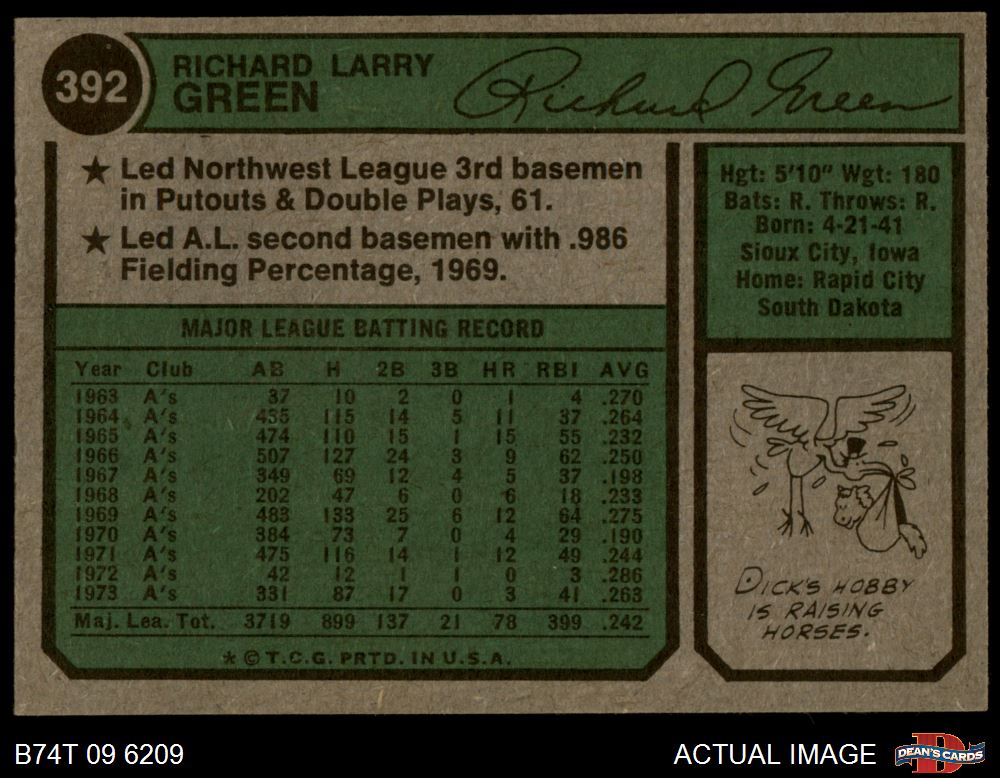 392
RICHARD LARRY
GREEN
Richard Green
★ Led Northwest League 3rd basemen
in Putouts & Double Plays, 61.
★ Led A.L. second basemen with .986
Fielding Percentage, 1969.
Hgt: 5'10" Wgt: 180
Bats: R. Throws: R.
Born: 4-21-41
Sioux City, Iowa
Home: Rapid City
South Dakota
MAJOR LEAGUE BATTING RECORD
Year Club AB H 2B 3B HR RBI AVG
1963 A's 37 10 2 0 1 4 .270
1964 A's 435 115 14 5 11 37 .264
1965 A's 474 110 15 1 15 55 .232
1966 A's 507 127 24 3 9 62 .250
1967 A's 349 69 12 4 5 37 .198
1968 A's 202 47 6 0 6 18 .233
1969 A's 483 133 25 6 12 64 .275
1970 A's 384 73 7 0 4 29 .190
1971 A's 475 116 14 1 12 49 .244
1972 A's 42 12 1 1 0 3 .286
1973 A's 331 87 17 0 3 41 .263
Maj. Lea. Tot. 3719 899 137 21 78 399 .242
* © T.C.G. PRTD. IN U.S.A.
DICK'S HOBBY
IS RAISING
HORSES.
B74T 09 6209
ACTUAL IMAGE
D
DEAN'S CARDS